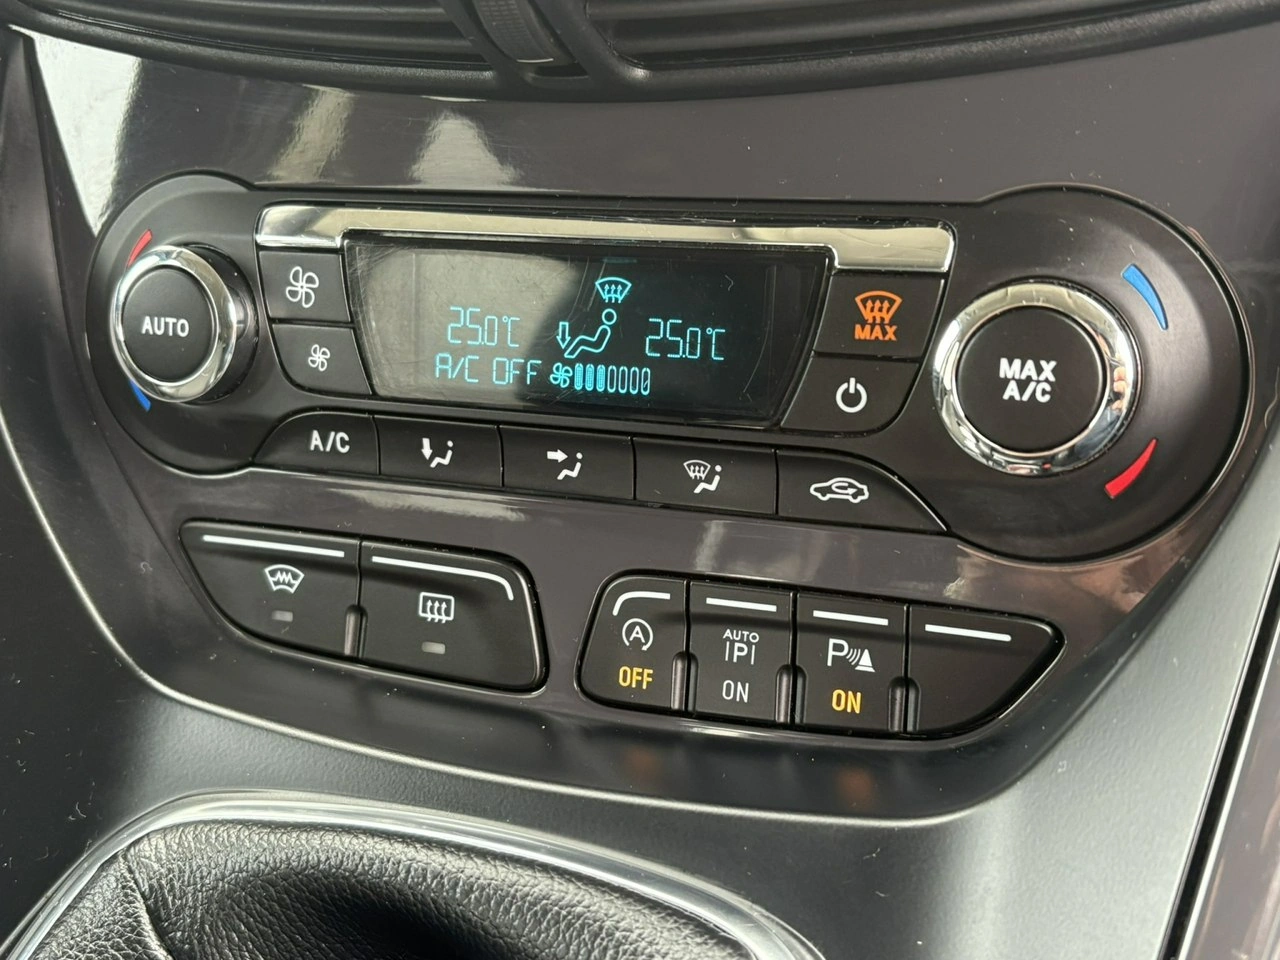 AUTO
25.0°C
25.0°C
A/C OFF
MAX
MAX
A/C
A/C
A
OFF
AUTO
|P|
ON
P
ON